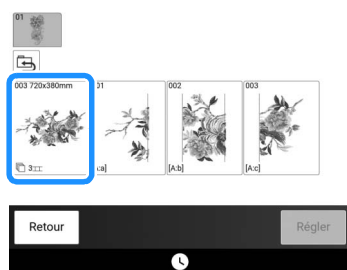 01
003 720x380mm
3
01
002
003
:a]
[A:b]
[A:c]
Retour
Régler